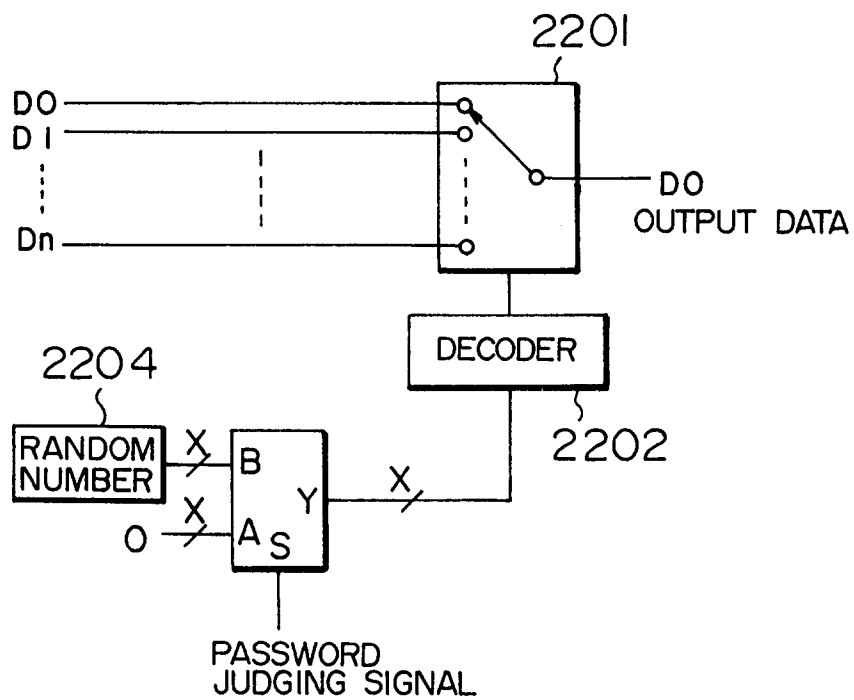 2201
D0
D1
Dn
D0
OUTPUT DATA
DECODER
2204
2202
RANDOM
NUMBER
X
B
X
Y
X
0
A
S
PASSWORD
JUDGING SIGNAL